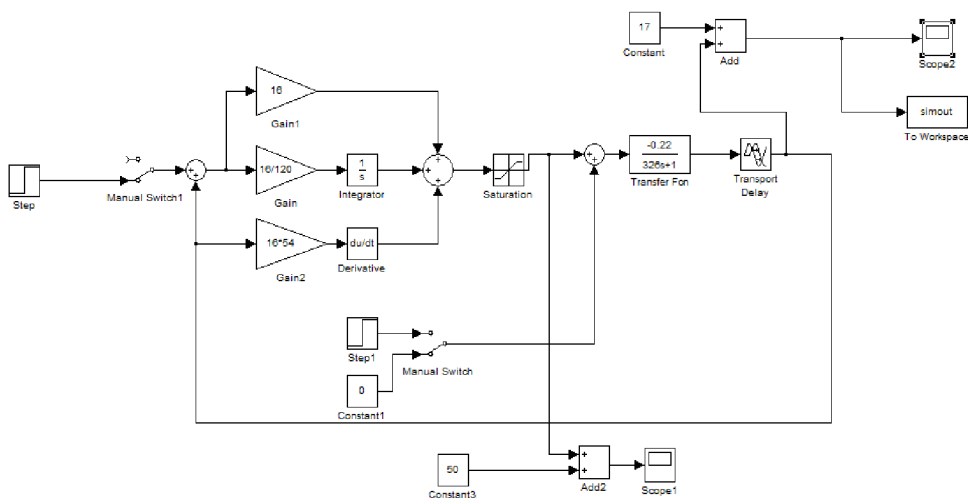 17
+
+
Constant
Add
Scope2
simout
To Workspace
16
Gain1
Step
Manual Switch1
+
+
16/120
Gain
1
s
Integrator
+
+
+
Saturation
+
+
-0.22
326s+1
Transfer Fcn
Transport
Delay
16*54
Gain2
du/dt
Derivative
Step1
Manual Switch
0
Constant1
50
Constant3
+
+
Add2
Scope1